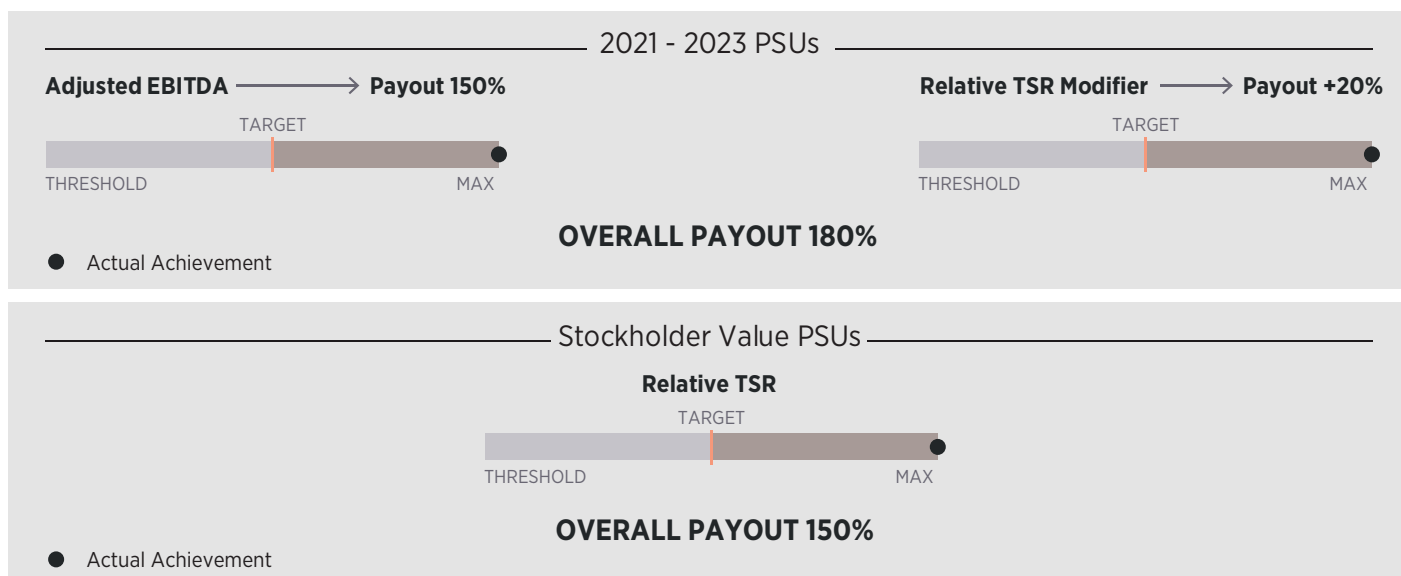 2021 - 2023 PSUs
Adjusted EBITDA Payout 150%
TARGET
THRESHOLD MAX
Relative TSR Modifier Payout +20%
TARGET
THRESHOLD MAX
OVERALL PAYOUT 180%
Actual Achievement
Stockholder Value PSUs
Relative TSR
TARGET
THRESHOLD MAX
OVERALL PAYOUT 150%
Actual Achievement